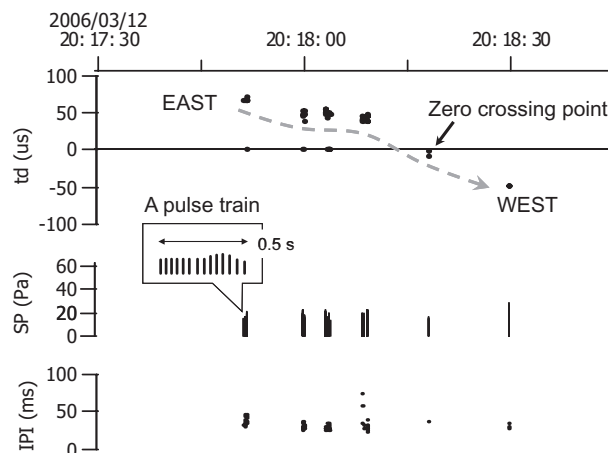 2006/03/12
20:17:30 20:18:00 20:18:30
100
50
0
-50
-100
td (us)
EAST
Zero crossing point
WEST
A pulse train
0.5 s
60
40
20
0
SP (Pa)
100
50
0
IPI (ms)